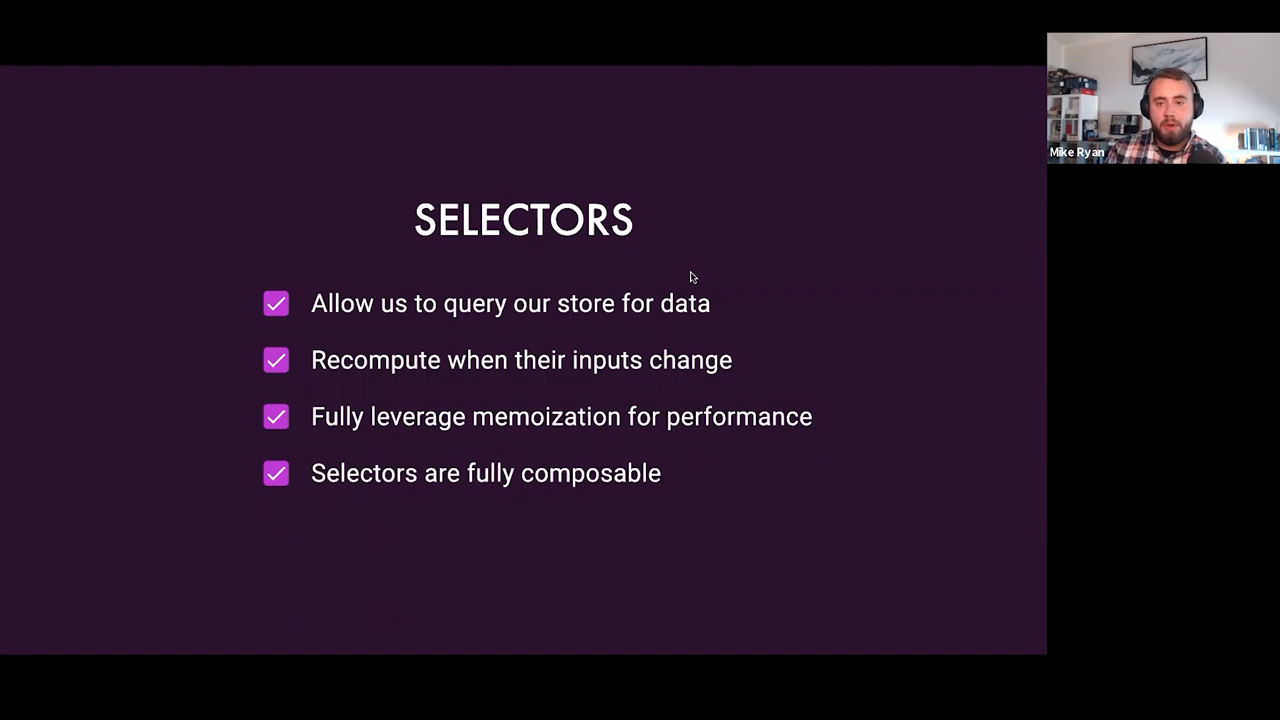 SELECTORS
Allow us to query our store for data
Recompute when their inputs change
Fully leverage memoization for performance
Selectors are fully composable
Mike Ryan